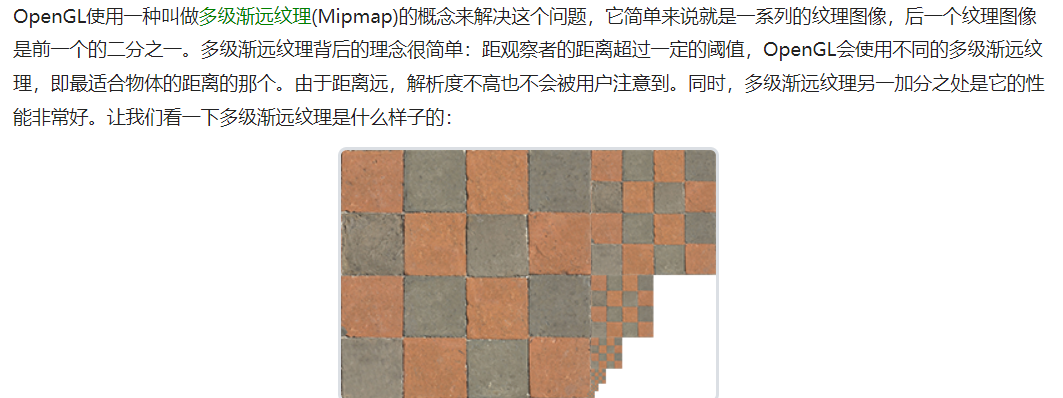 OpenGL使用一种叫做多级渐远纹理(Mipmap)的概念来解决这个问题，它简单来说就是一系列的纹理图像，后一个纹理图像
是前一个的二分之一。多级渐远纹理背后的理念很简单：距观察者的距离超过一定的阈值，OpenGL会使用不同的多级渐远纹
理，即最适合物体的距离的那个。由于距离远，解析度不高也不会被用户注意到。同时，多级渐远纹理另一加分之处是它的性
能非常好。让我们看一下多级渐远纹理是什么样子的：